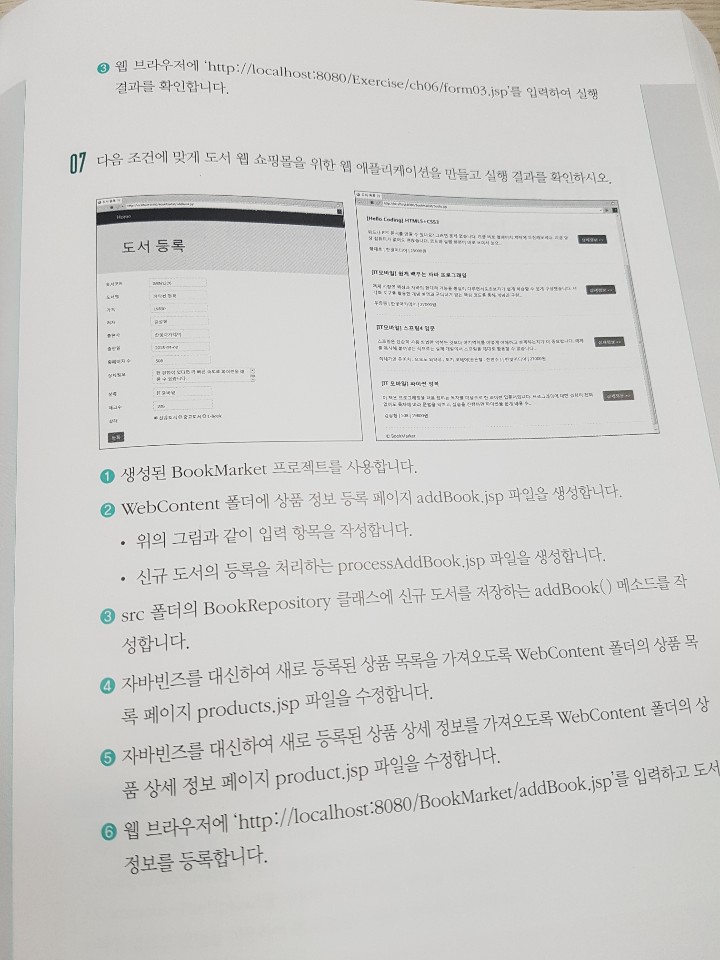 ❸ 웹 브라우저에 ‘http://localhost:8080/Exercise/ch06/form03.jsp’를 입력하여 실행
결과를 확인합니다.
07 다음 조건에 맞게 도서 웹 쇼핑몰을 위한 웹 애플리케이션을 만들고 실행 결과를 확인하시오.
Home
도서 등록
도서코드
도서명
가격
저자
출판사
출판일
총페이지 수
상세정보
분류 IT 모바일
재고수 200
상태 신규도서 중고도서 E-Book
등록
[Hello Coding] HTML5+CSS3
상세정보
[IT모바일] 쉽게 배우는 자바 프로그래밍
상세정보
[IT모바일] 스프링4 입문
상세정보
[IT 모바일] 파이썬 정복
상세정보
© BookMarket
❶ 생성된 BookMarket 프로젝트를 사용합니다.
❷ WebContent 폴더에 상품 정보 등록 페이지 addBook.jsp 파일을 생성합니다.
• 위의 그림과 같이 입력 항목을 작성합니다.
• 신규 도서의 등록을 처리하는 processAddBook.jsp 파일을 생성합니다.
❸ src 폴더의 BookRepository 클래스에 신규 도서를 저장하는 addBook() 메소드를 작
성합니다.
❹ 자바빈즈를 대신하여 새로 등록된 상품 목록을 가져오도록 WebContent 폴더의 상품 목
록 페이지 products.jsp 파일을 수정합니다.
❺ 자바빈즈를 대신하여 새로 등록된 상품 상세 정보를 가져오도록 WebContent 폴더의 상
품 상세 정보 페이지 product.jsp 파일을 수정합니다.
❻ 웹 브라우저에 ‘http://localhost:8080/BookMarket/addBook.jsp’를 입력하고 도서
정보를 등록합니다.